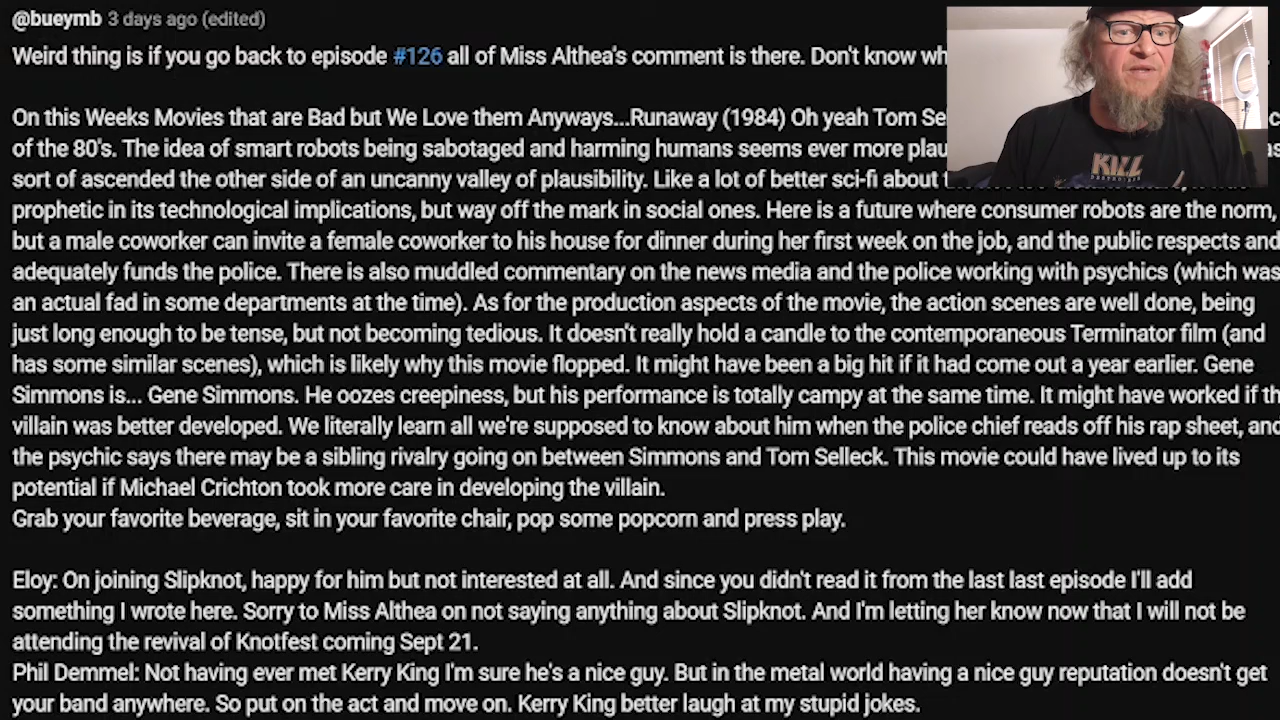 @bueymb 3 days ago (edited)
Weird thing is if you go back to episode #126 all of Miss Althea's comment is there. Don't know
On this Weeks Movies that are Bad but We Love them Anyways...Runaway (1984) Oh yeah Tom
of the 80's. The idea of smart robots being sabotaged and harming humans seems ever more
sort of ascended the other side of an uncanny valley of plausibility. Like a lot of better sci-fi about
prophetic in its technological implications, but way off the mark in social ones. Here is a future where consumer robots are the norm,
but a male coworker can invite a female coworker to his house for dinner during her first week on the job, and the public respects and
adequately funds the police. There is also muddled commentary on the news media and the police working with psychics (which was
an actual fad in some departments at the time). As for the production aspects of the movie, the action scenes are well done, being
just long enough to be tense, but not becoming tedious. It doesn't really hold a candle to the contemporaneous Terminator film (and
has some similar scenes), which is likely why this movie flopped. It might have been a big hit if it had come out a year earlier. Gene
Simmons is... Gene Simmons. He oozes creepiness, but his performance is totally campy at the same time. It might have worked if
villain was better developed. We literally learn all we're supposed to know about him when the police chief reads off his rap sheet, and
the psychic says there may be a sibling rivalry going on between Simmons and Tom Selleck. This movie could have lived up to its
potential if Michael Crichton took more care in developing the villain.
Grab your favorite beverage, sit in your favorite chair, pop some popcorn and press play.
Eloy: On joining Slipknot, happy for him but not interested at all. And since you didn't read it from the last last episode I'll add
something I wrote here. Sorry to Miss Althea on not saying anything about Slipknot. And I'm letting her know now that I will not be
attending the revival of Knotfest coming Sept 21.
Phil Demmel: Not having ever met Kerry King I'm sure he's a nice guy. But in the metal world having a nice guy reputation doesn't get
your band anywhere. So put on the act and move on. Kerry King better laugh at my stupid jokes.
KILL